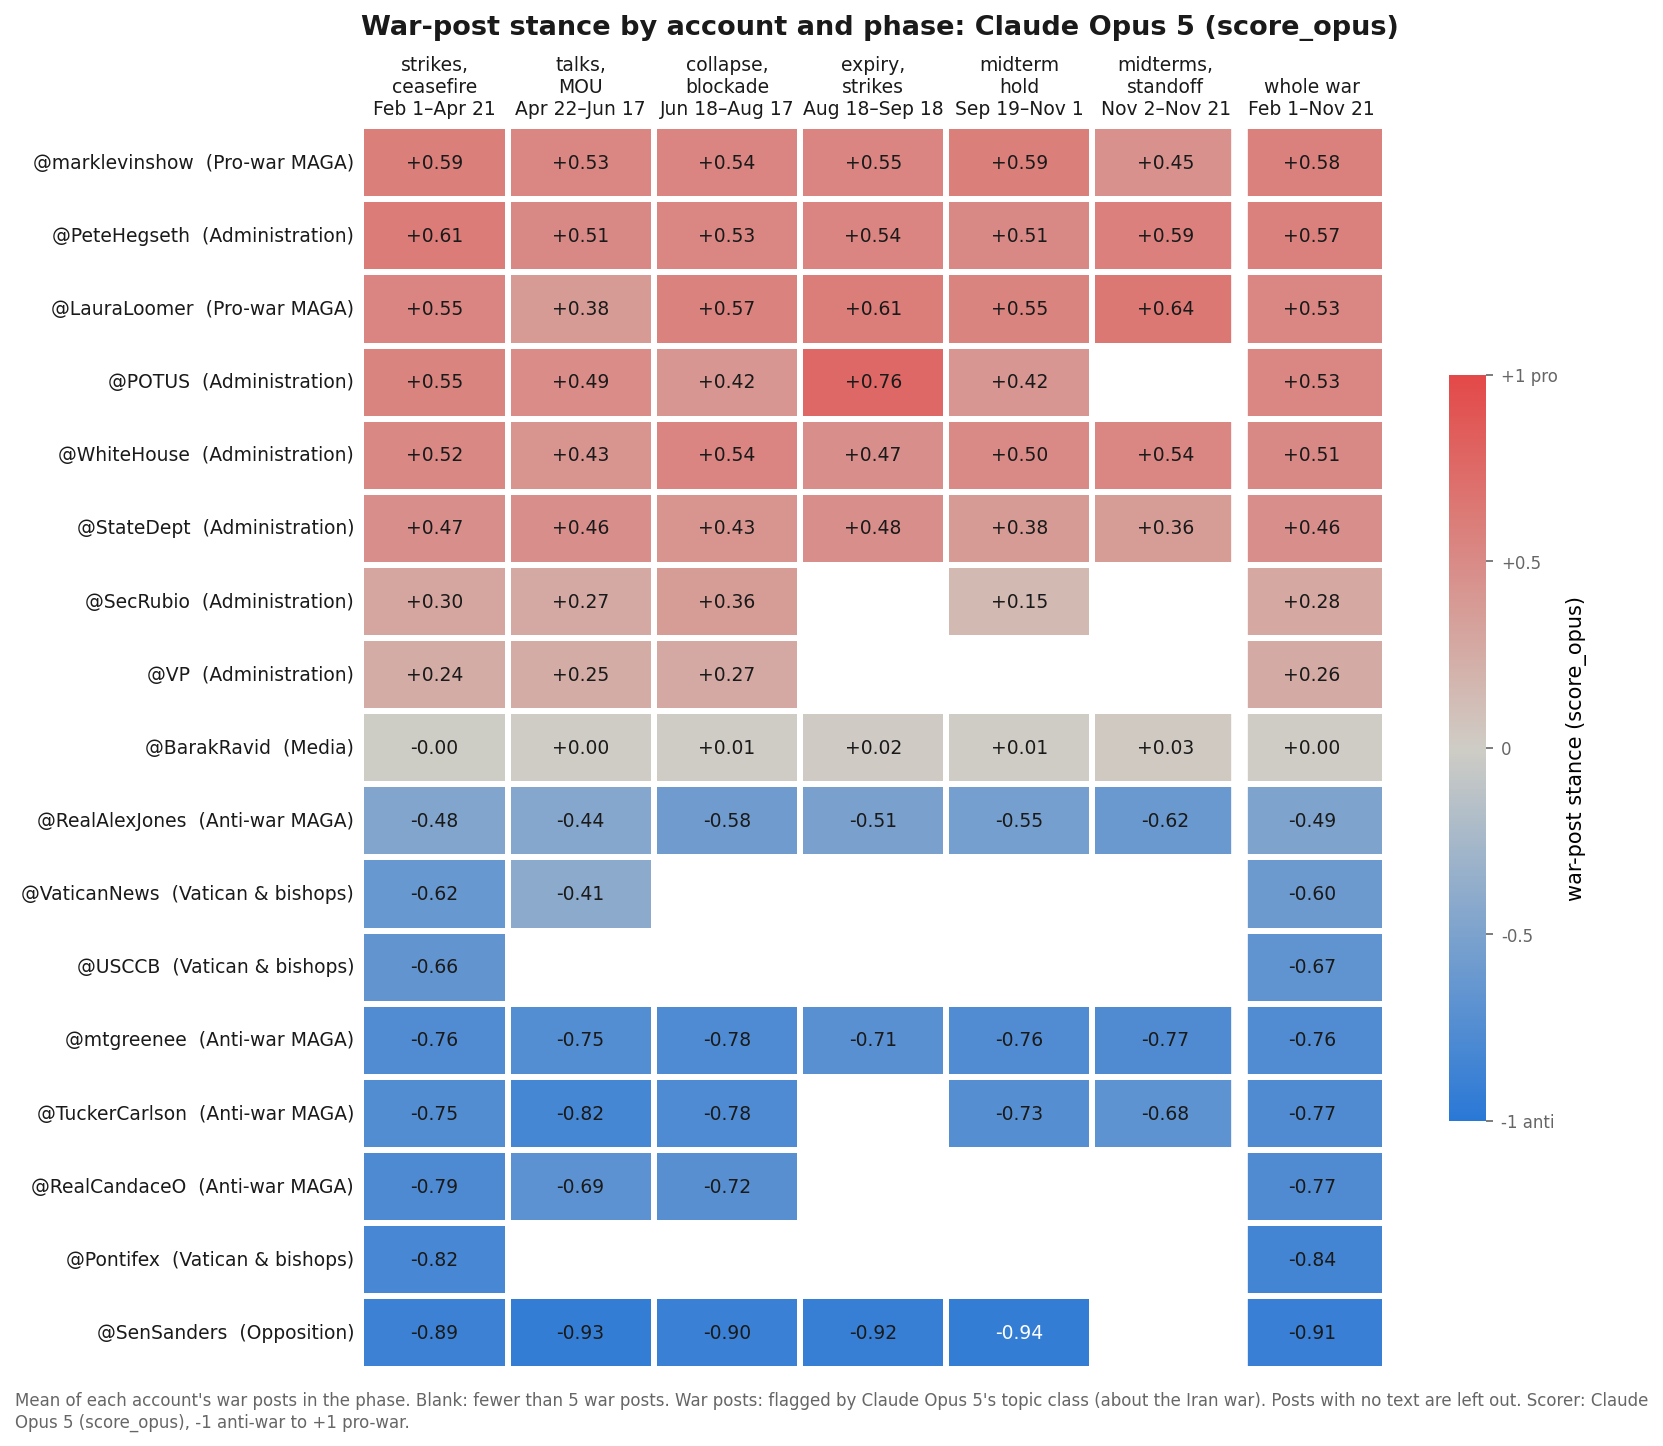 War-post stance by account and phase: Claude Opus 5 (score_opus)
strikes, talks, collapse, expiry, midterm midterms,
ceasefire MOU blockade strikes hold standoff whole war
Feb 1–Apr 21 Apr 22–Jun 17 Jun 18–Aug 17 Aug 18–Sep 18 Sep 19–Nov 1 Nov 2–Nov 21 Feb 1–Nov 21
@marklevinshow (Pro-war MAGA) +0.59 +0.53 +0.54 +0.55 +0.59 +0.45 +0.58
@PeteHegseth (Administration) +0.61 +0.51 +0.53 +0.54 +0.51 +0.59 +0.57
@LauraLoomer (Pro-war MAGA) +0.55 +0.38 +0.57 +0.61 +0.55 +0.64 +0.53
@POTUS (Administration) +0.55 +0.49 +0.42 +0.76 +0.42 +0.53
@WhiteHouse (Administration) +0.52 +0.43 +0.54 +0.47 +0.50 +0.54 +0.51
@StateDept (Administration) +0.47 +0.46 +0.43 +0.48 +0.38 +0.36 +0.46
@SecRubio (Administration) +0.30 +0.27 +0.36 +0.15 +0.28
@VP (Administration) +0.24 +0.25 +0.27 +0.26
@BarakRavid (Media) -0.00 +0.00 +0.01 +0.02 +0.01 +0.03 +0.00
@RealAlexJones (Anti-war MAGA) -0.48 -0.44 -0.58 -0.51 -0.55 -0.62 -0.49
@VaticanNews (Vatican & bishops) -0.62 -0.41 -0.60
@USCCB (Vatican & bishops) -0.66 -0.67
@mtgreenee (Anti-war MAGA) -0.76 -0.75 -0.78 -0.71 -0.76 -0.77 -0.76
@TuckerCarlson (Anti-war MAGA) -0.75 -0.82 -0.78 -0.73 -0.68 -0.77
@RealCandaceO (Anti-war MAGA) -0.79 -0.69 -0.72 -0.77
@Pontifex (Vatican & bishops) -0.82 -0.84
@SenSanders (Opposition) -0.89 -0.93 -0.90 -0.92 -0.94 -0.91
+1 pro
+0.5
0
-0.5
-1 anti
war-post stance (score_opus)
Mean of each account's war posts in the phase. Blank: fewer than 5 war posts. War posts: flagged by Claude Opus 5's topic class (about the Iran war). Posts with no text are left out. Scorer: Claude
Opus 5 (score_opus), -1 anti-war to +1 pro-war.